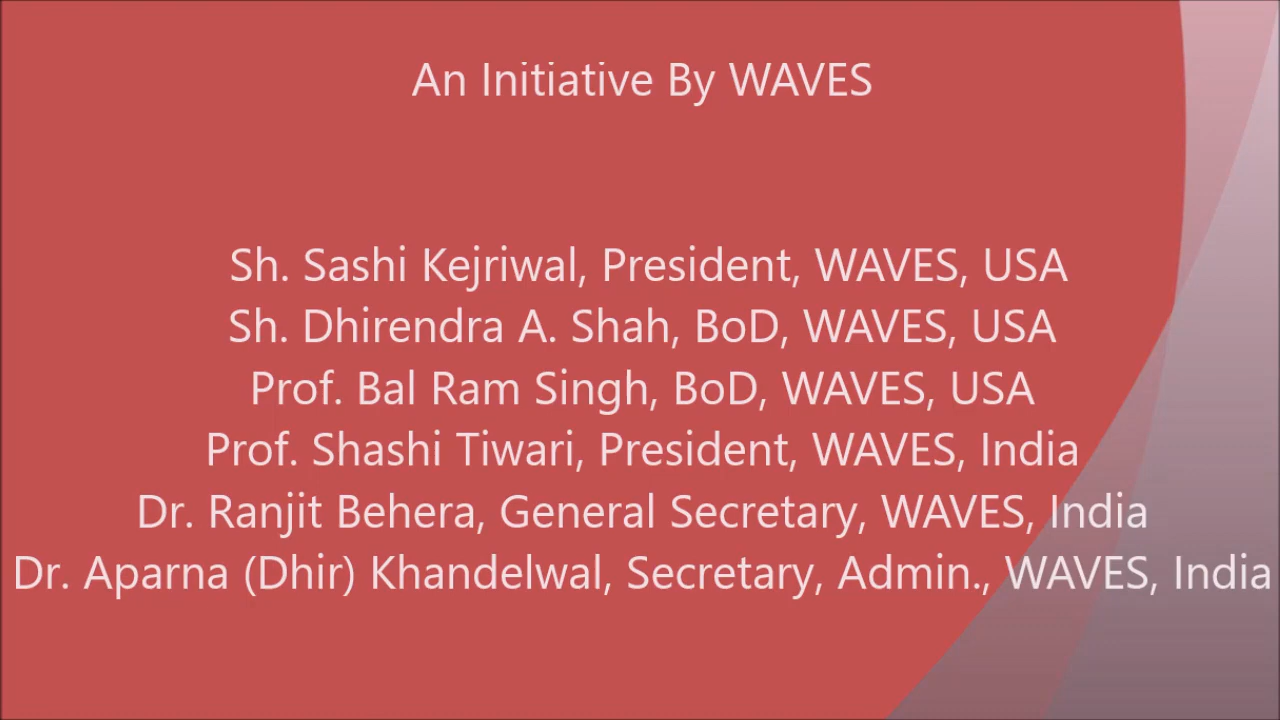 An Initiative By WAVES
Sh. Sashi Kejriwal, President, WAVES, USA
Sh. Dhirendra A. Shah, BoD, WAVES, USA
Prof. Bal Ram Singh, BoD, WAVES, USA
Prof. Shashi Tiwari, President, WAVES, India
Dr. Ranjit Behera, General Secretary, WAVES, India
Dr. Aparna (Dhir) Khandelwal, Secretary, Admin., WAVES, India